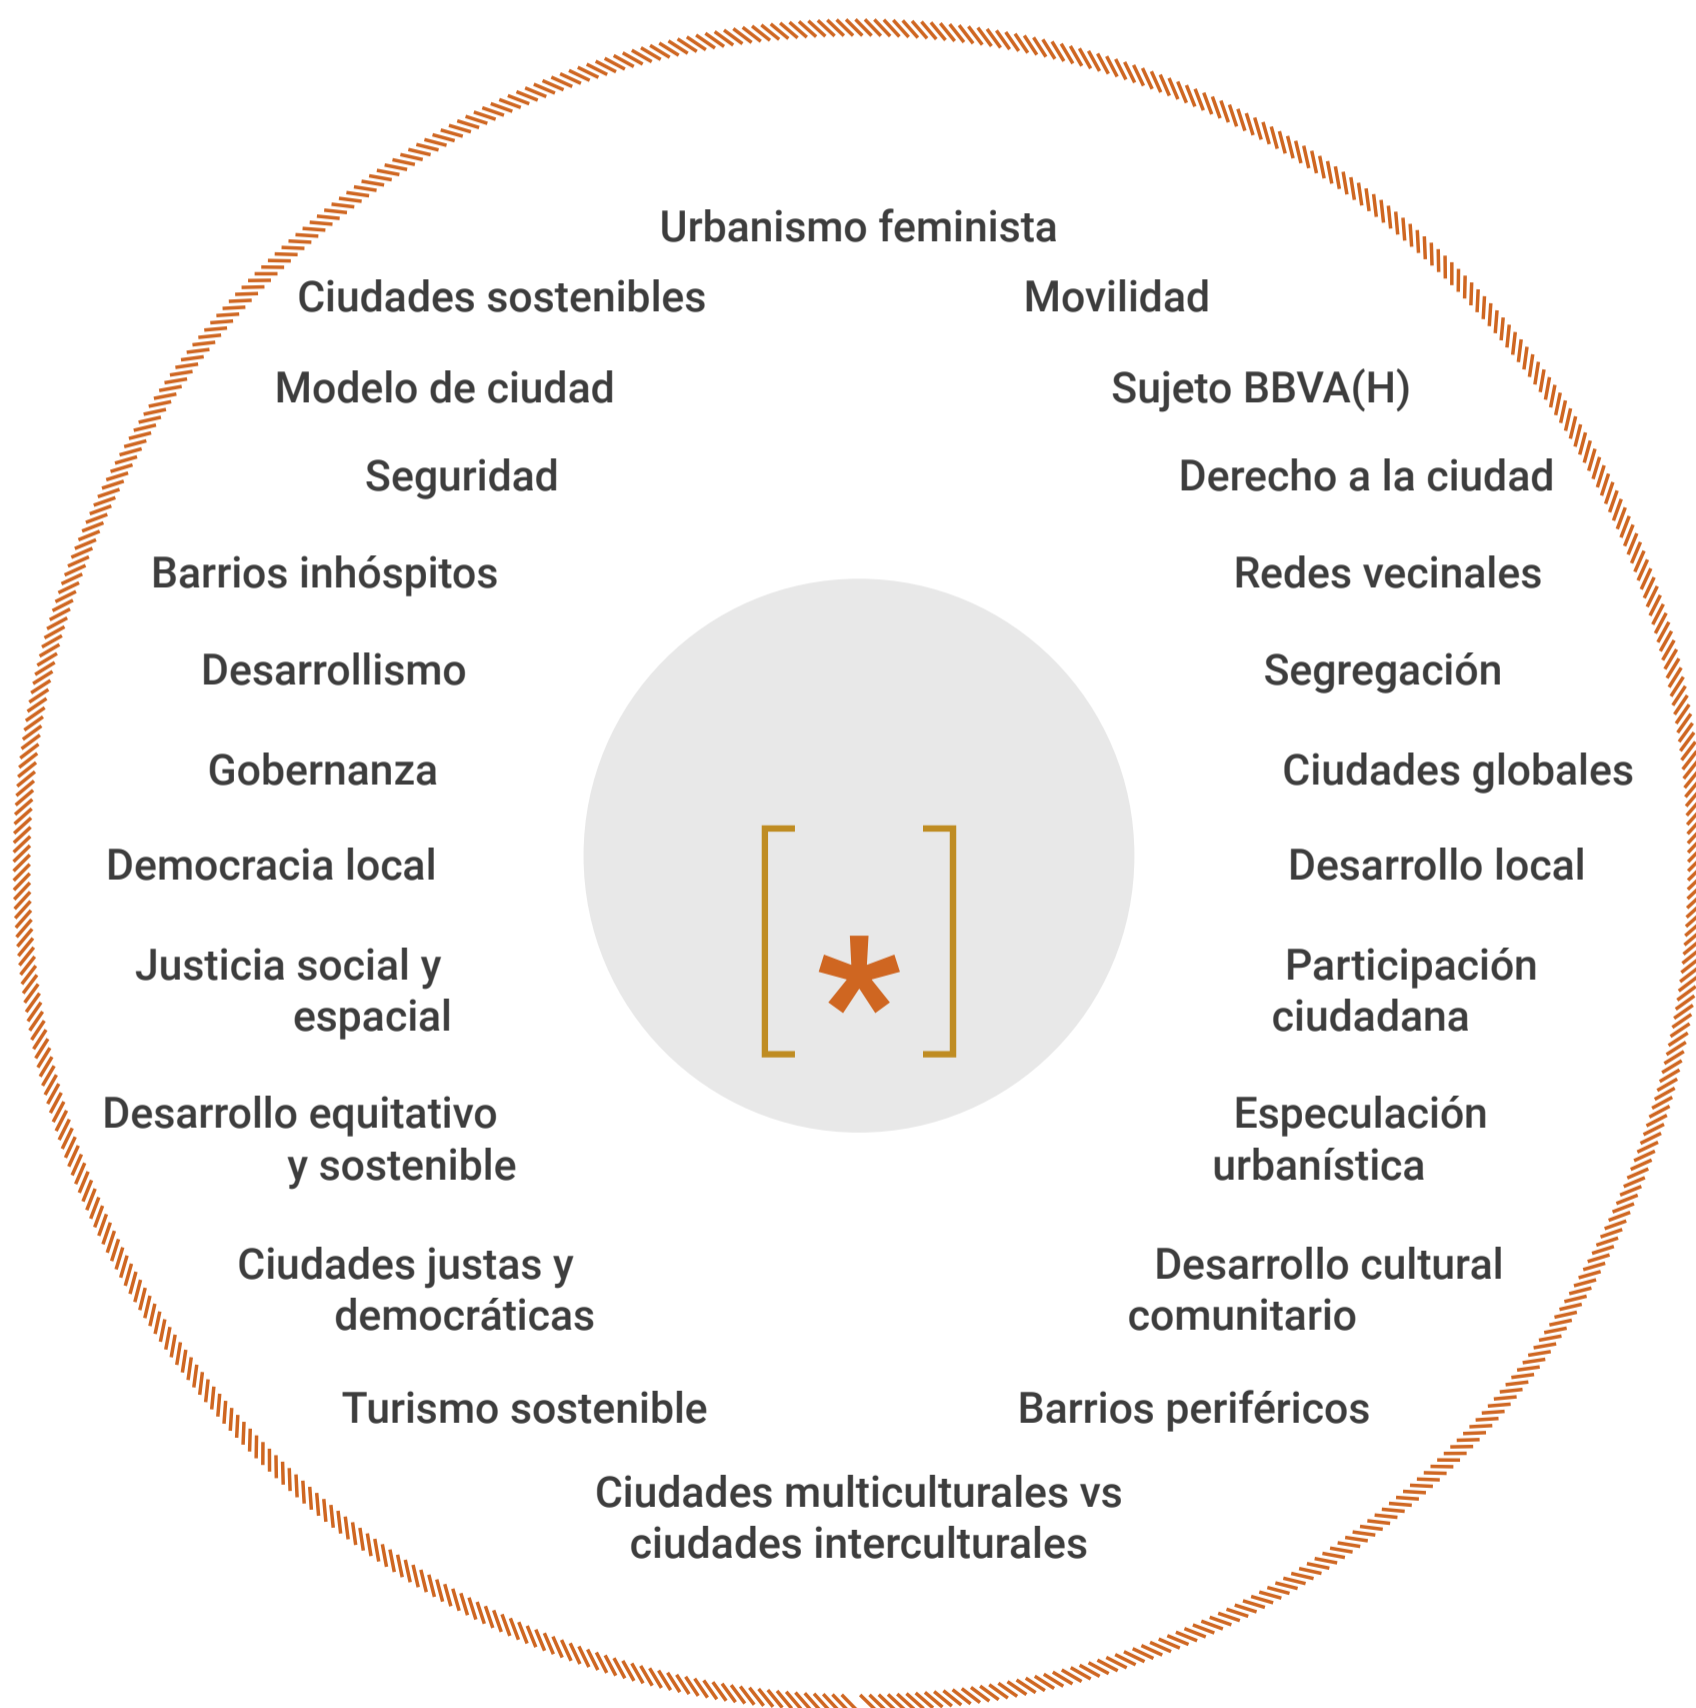 Urbanismo feminista
Ciudades sostenibles
Movilidad
Modelo de ciudad
Sujeto BBVA(H)
Seguridad
Derecho a la ciudad
Barrios inhóspitos
Redes vecinales
Desarrollismo
Segregación
Gobernanza
Ciudades globales
Democracia local
Desarrollo local
Justicia social y
espacial
Participación
ciudadana
Desarrollo equitativo
y sostenible
Especulación
urbanística
Ciudades justas y
democráticas
Desarrollo cultural
comunitario
Turismo sostenible
Barrios periféricos
Ciudades multiculturales vs
ciudades interculturales
[*]